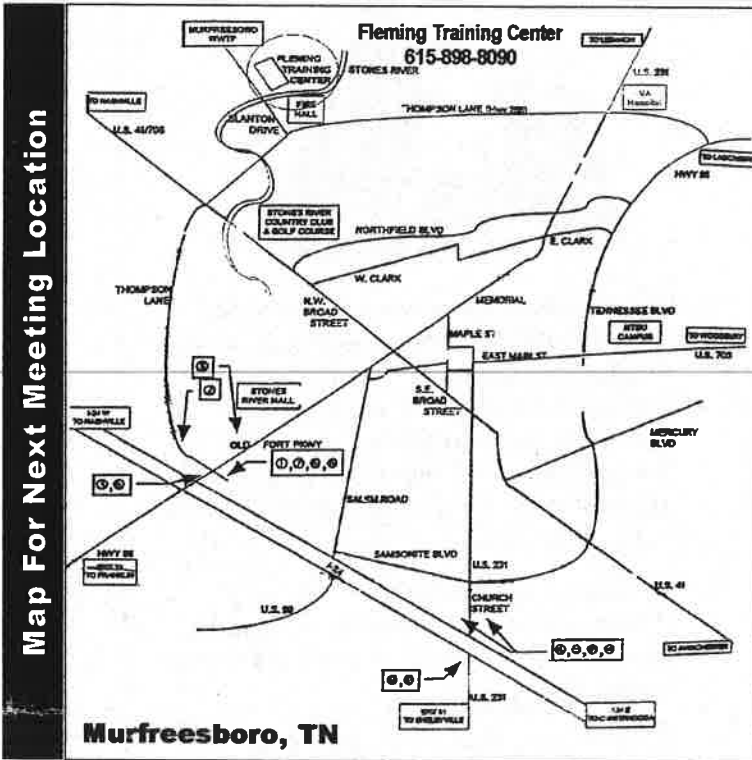 Map For Next Meeting Location
Fleming Training Center
615-898-8090
MURFREESBORO
WWTP
FLEMING
TRAINING
CENTER
STONES RIVER
FIRE
HALL
TO LEBANON
U.S. 231
VA
Hospital
TO NASHVILLE
U.S. 41/70S
BLANTON
DRIVE
THOMPSON LANE
HWY 96
STONES RIVER
COUNTRY CLUB
& GOLF COURSE
NORTHFIELD BLVD
E. CLARK
W. CLARK
THOMPSON
LANE
N.W.
BROAD
STREET
MEMORIAL
MAPLE ST
TENNESSEE BLVD
MTSU
CAMPUS
TO WOODBURY
EAST MAIN ST
U.S. 70S
STONES
RIVER MALL
S.E.
BROAD
STREET
I-24 W
TO NASHVILLE
OLD FORT PKWY
MERCURY
BLVD
SALEM ROAD
HWY 96
TO FRANKLIN
I-24
SAMSONITE BLVD
U.S. 231
U.S. 41
U.S. 99
CHURCH
STREET
TO MANCHESTER
U.S. 231
TO SHELBYVILLE
I-24 E
TO CHATTANOOGA
Murfreesboro, TN